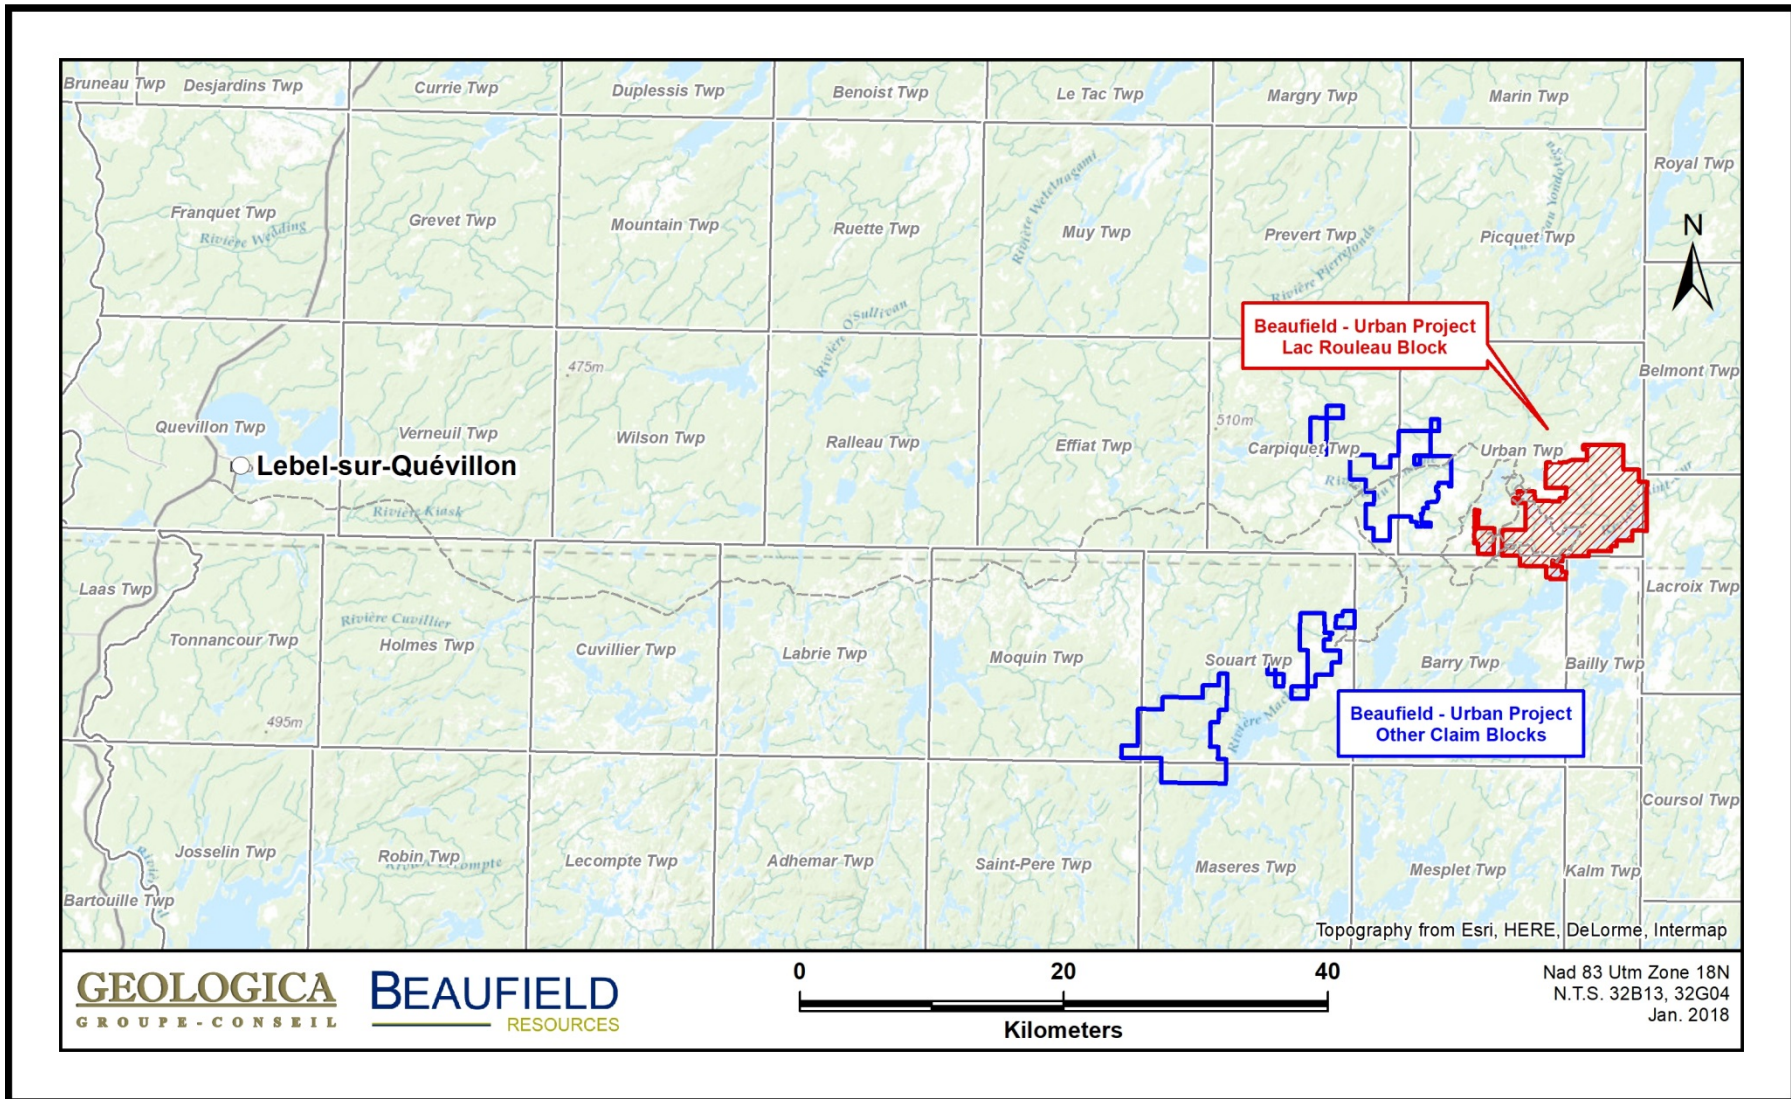 Bruneau Twp
Desjardins Twp
Currie Twp
Duplessis Twp
Benoist Twp
Le Tac Twp
Margry Twp
Marin Twp
Royal Twp
Franquet Twp
Rivière Wedding
Grevet Twp
Mountain Twp
Ruette Twp
Rivière Wetetnagami
Muy Twp
Prevert Twp
Rivière Pierrefonds
Picquet Twp
N
Rivière O'Sullivan
475m
Beaufield - Urban Project
Lac Rouleau Block
Belmont Twp
Quevillon Twp
Verneuil Twp
Wilson Twp
Ralleau Twp
Effiat Twp
510m
Carpiquet Twp
Urban Twp
Lebel-sur-Quévillon
Rivière Kiask
Laas Twp
Lacroix Twp
Tonnancour Twp
Rivière Cuvillier
Holmes Twp
Cuvillier Twp
Labrie Twp
Moquin Twp
Souart Twp
Barry Twp
Bailly Twp
495m
Beaufield - Urban Project
Other Claim Blocks
Coursol Twp
Josselin Twp
Robin Twp
Lecompte Twp
Adhemar Twp
Saint-Pere Twp
Maseres Twp
Mesplet Twp
Kalm Twp
Bartouille Twp
Topography from Esri, HERE, DeLorme, Intermap
GEOLOGICA
GROUPE-CONSEIL
BEAUFIELD
RESOURCES
0 20 40
Kilometers
Nad 83 Utm Zone 18N
N.T.S. 32B13, 32G04
Jan. 2018